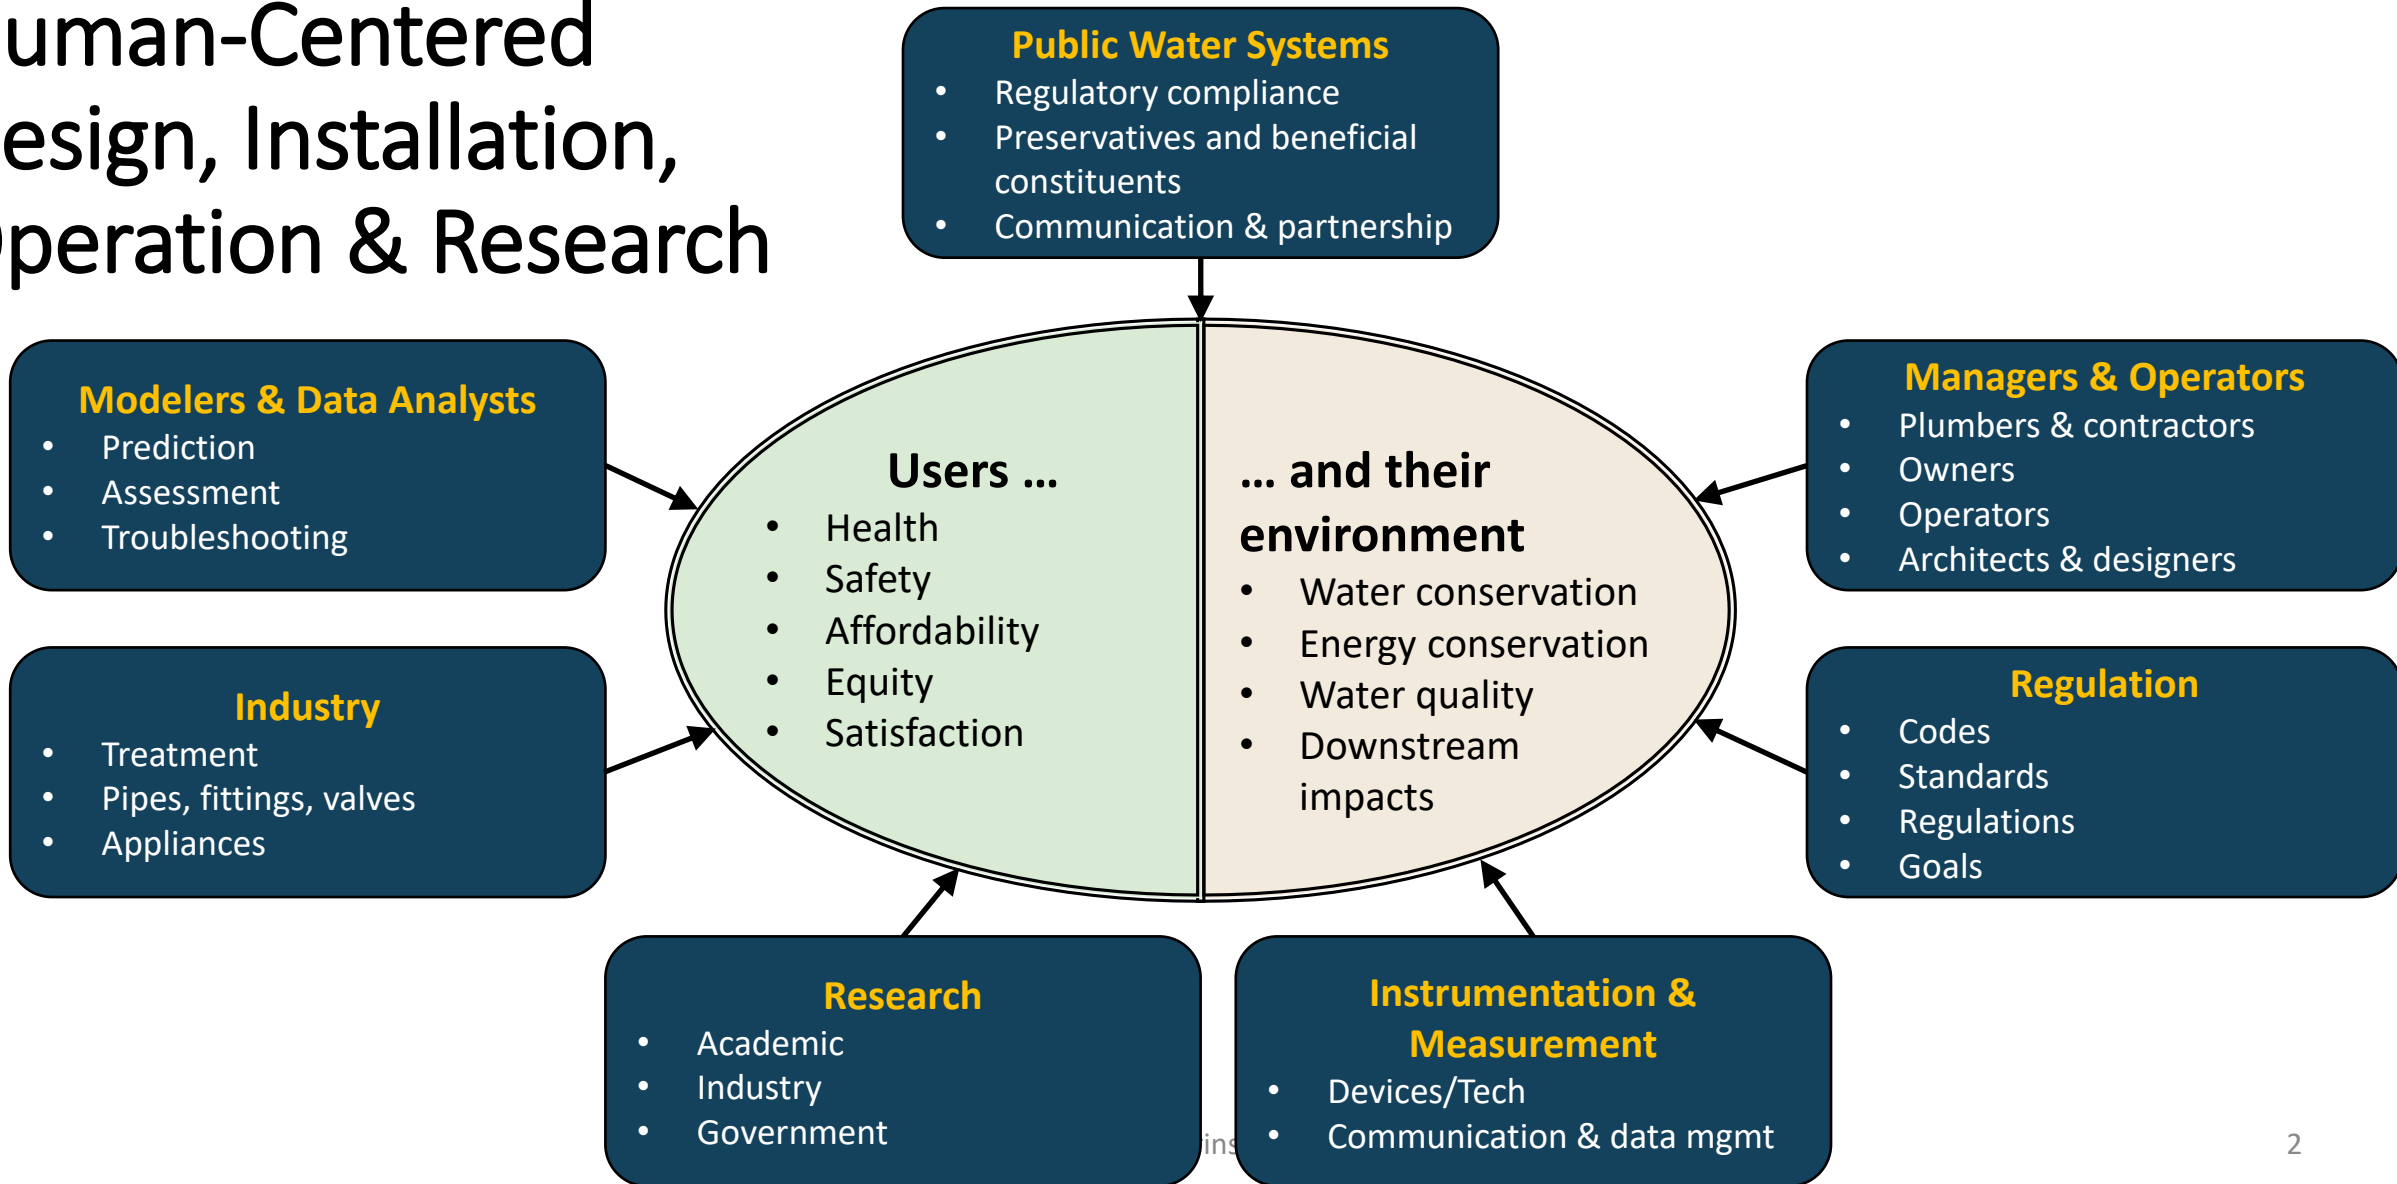 uman-Centered
esign, Installation,
peration & Research
Public Water Systems
• Regulatory compliance
• Preservatives and beneficial
constituents
• Communication & partnership
Modelers & Data Analysts
• Prediction
• Assessment
• Troubleshooting
Managers & Operators
• Plumbers & contractors
• Owners
• Operators
• Architects & designers
Users ...
• Health
• Safety
• Affordability
• Equity
• Satisfaction
... and their
environment
• Water conservation
• Energy conservation
• Water quality
• Downstream
impacts
Industry
• Treatment
• Pipes, fittings, valves
• Appliances
Regulation
• Codes
• Standards
• Regulations
• Goals
Research
• Academic
• Industry
• Government
Instrumentation &
Measurement
• Devices/Tech
• Communication & data mgmt
2